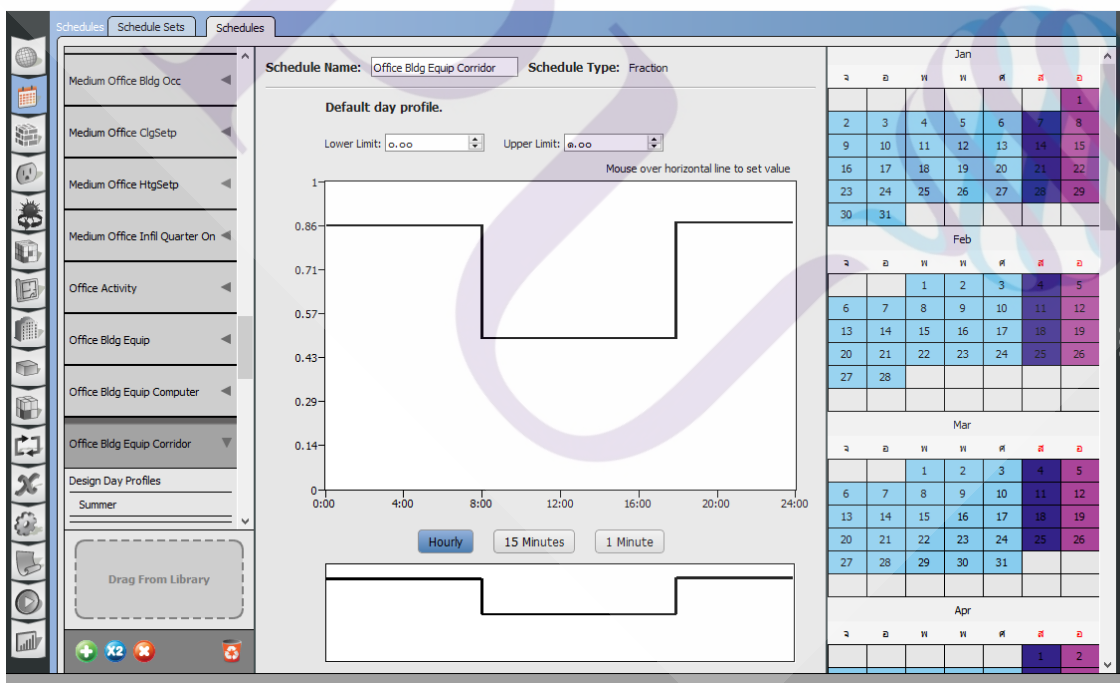 Schedules Schedule Sets Schedules
Medium Office Bldg Occ
Medium Office ClgSetp
Medium Office HtgSetp
Medium Office Infil Quarter On
Office Activity
Office Bldg Equip
Office Bldg Equip Computer
Office Bldg Equip Corridor
Design Day Profiles
Summer
Drag From Library
X2
Schedule Name: Office Bldg Equip Corridor Schedule Type: Fraction
Default day profile.
Lower Limit: ๐.๐๐ Upper Limit: ๑.๐๐
Mouse over horizontal line to set value
1
0.86
0.71
0.57
0.43
0.29
0.14
0
0:00 4:00 8:00 12:00 16:00 20:00 24:00
Hourly 15 Minutes 1 Minute
Jan
จ อ พ พ ศ ส อ
1
2 3 4 5 6 7 8
9 10 11 12 13 14 15
16 17 18 19 20 21 22
23 24 25 26 27 28 29
30 31
Feb
จ อ พ พ ศ ส อ
1 2 3 4 5
6 7 8 9 10 11 12
13 14 15 16 17 18 19
20 21 22 23 24 25 26
27 28
Mar
จ อ พ พ ศ ส อ
1 2 3 4 5
6 7 8 9 10 11 12
13 14 15 16 17 18 19
20 21 22 23 24 25 26
27 28 29 30 31
Apr
จ อ พ พ ศ ส อ
1 2